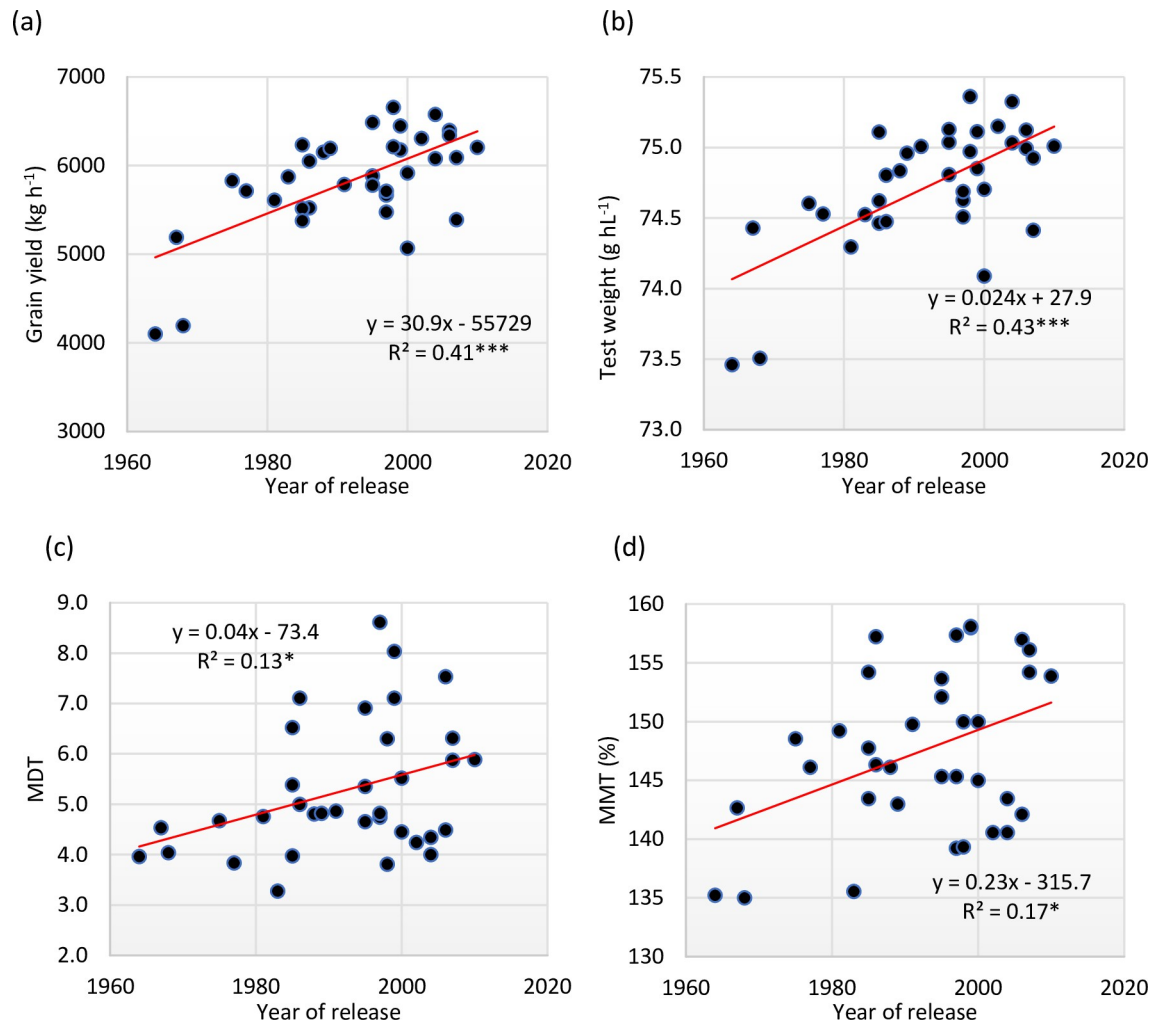 (a)
7000
6000
5000
4000
3000
1960 1980 2000 2020
Year of release
Grain yield (kg h⁻¹)
y = 30.9x - 55729
R² = 0.41***
(b)
75.5
75.0
74.5
74.0
73.5
73.0
1960 1980 2000 2020
Year of release
Test weight (g hL⁻¹)
y = 0.024x + 27.9
R² = 0.43***
(c)
9.0
8.0
7.0
6.0
5.0
4.0
3.0
2.0
1960 1980 2000 2020
Year of release
MDT
y = 0.04x - 73.4
R² = 0.13*
(d)
160
155
150
145
140
135
130
1960 1980 2000 2020
Year of release
MMT (%)
y = 0.23x - 315.7
R² = 0.17*